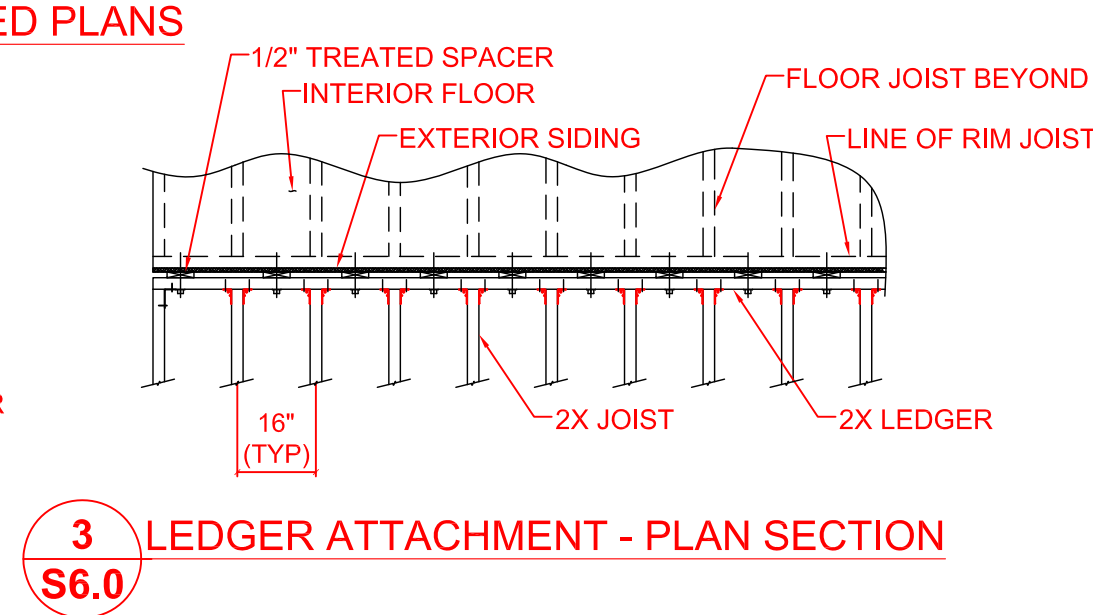 ED PLANS
1/2" TREATED SPACER
INTERIOR FLOOR
EXTERIOR SIDING
FLOOR JOIST BEYOND
LINE OF RIM JOIST
R
16"
(TYP)
2X JOIST
2X LEDGER
3
S6.0
LEDGER ATTACHMENT - PLAN SECTION